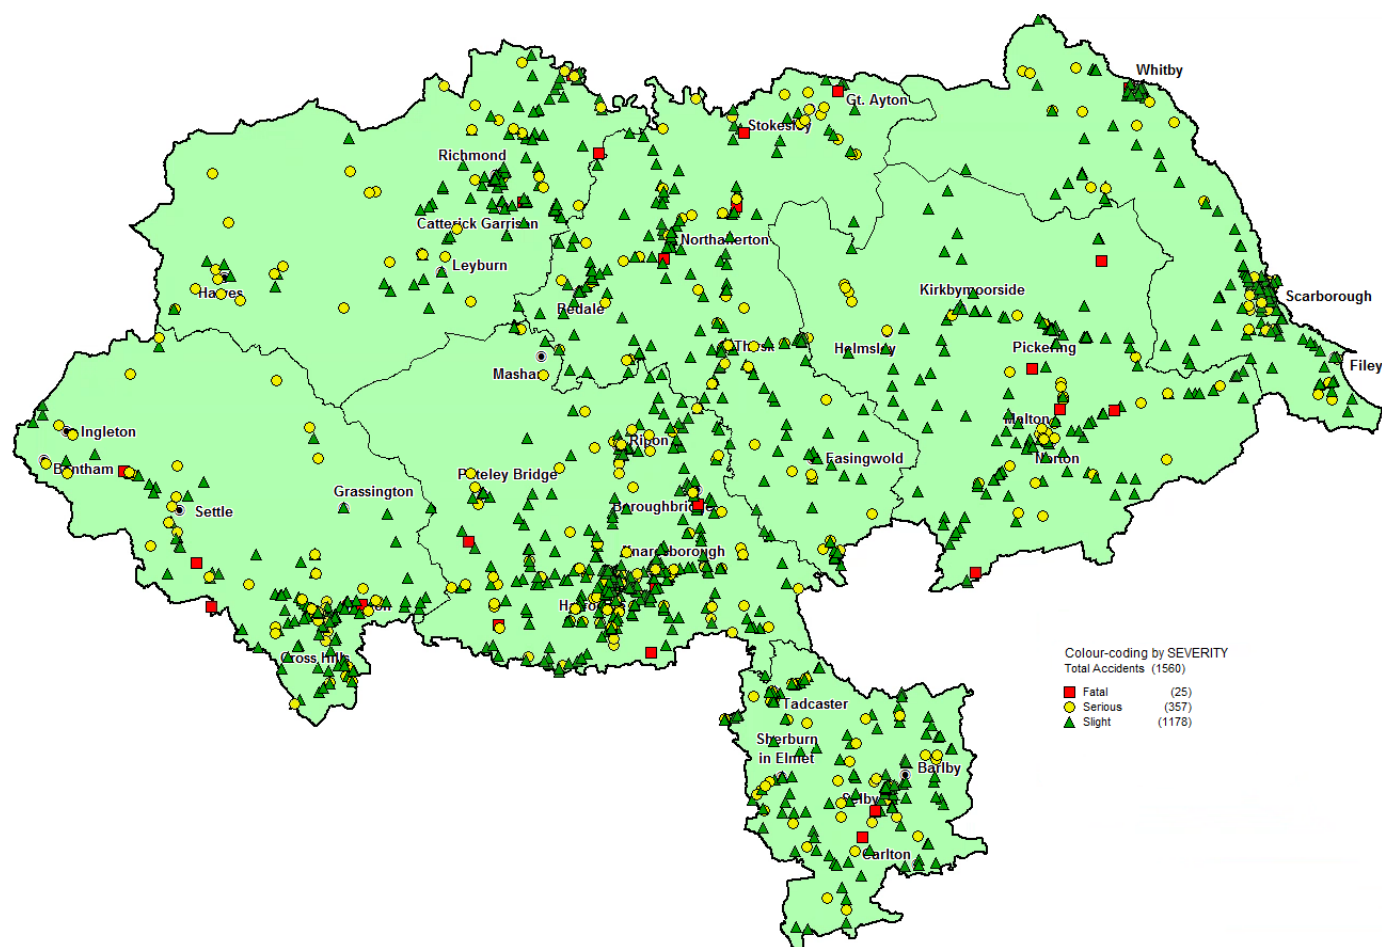 Whitby
Gt. Ayton
Stokesley
Richmond
Catterick Garrison
Northallerton
Leyburn
Hawes
Bedale
Kirkbymoorside
Scarborough
Thirsk
Helmsley
Pickering
Filey
Masham
Malton
Ingleton
Ripon
Norton
Easingwold
Bentham
Pateley Bridge
Grassington
Settle
Boroughbridge
Knaresborough
Harrogate
Cross Hills
Colour-coding by SEVERITY
Total Accidents (1560)
Fatal (25)
Serious (357)
Slight (1178)
Tadcaster
Sherburn
in Elmet
Barlby
Selby
Carlton